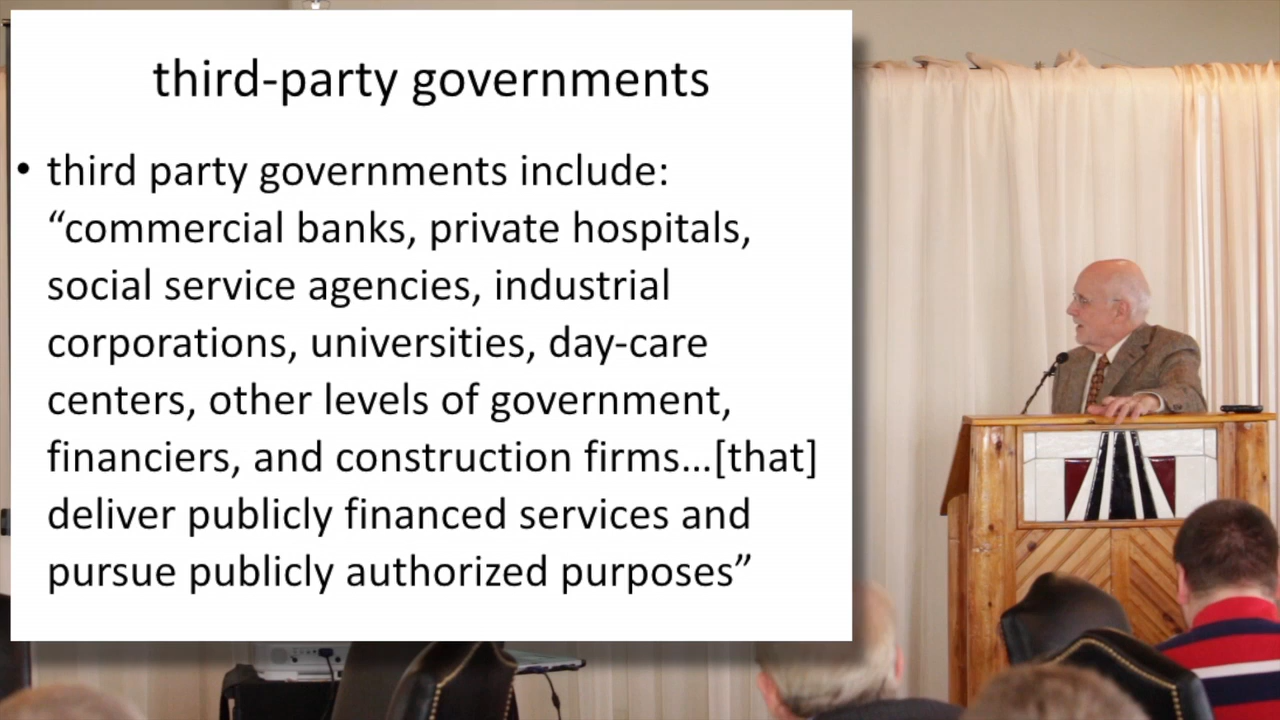 third-party governments
• third party governments include:
“commercial banks, private hospitals,
social service agencies, industrial
corporations, universities, day-care
centers, other levels of government,
financiers, and construction firms…[that]
deliver publicly financed services and
pursue publicly authorized purposes”